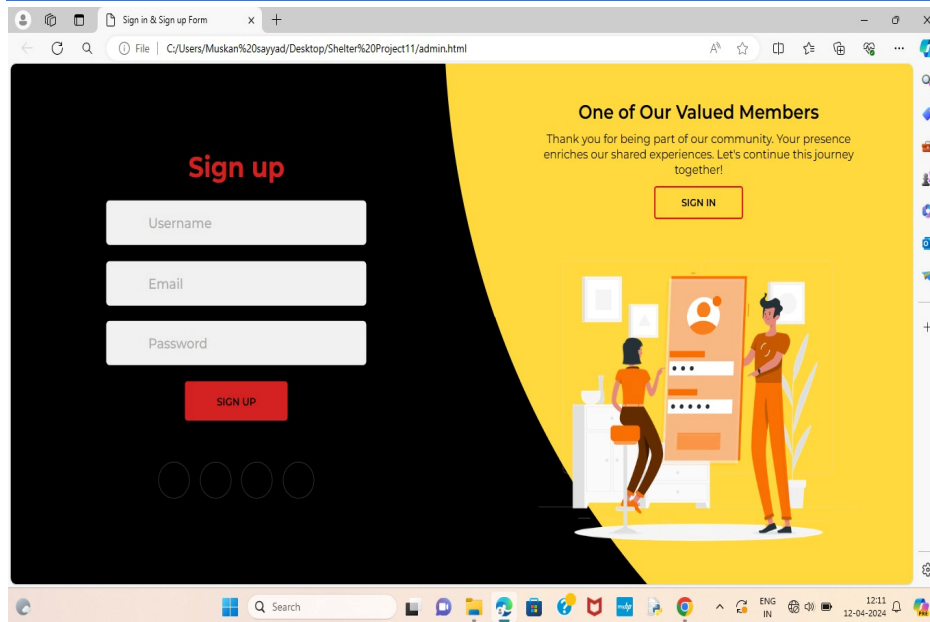 Sign in & Sign up Form
File
C:/Users/Muskan%20sayyad/Desktop/Shelter%20Project11/admin.html
One of Our Valued Members
Thank you for being part of our community. Your presence
enriches our shared experiences. Let's continue this journey
together!
SIGN IN
Sign up
Username
Email
Password
SIGN UP
Search
ENG
IN
12:11
12-04-2024